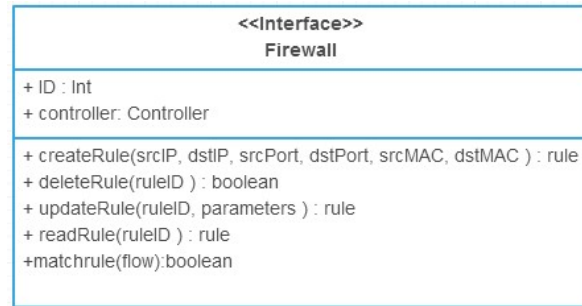 <<Interface>>
Firewall
+ ID : Int
+ controller: Controller
+ createRule(srcIP, dstIP, srcPort, dstPort, srcMAC, dstMAC ) : rule
+ deleteRule(ruleID ) : boolean
+ updateRule(ruleID, parameters ) : rule
+ readRule(ruleID ) : rule
+matchrule(flow):boolean